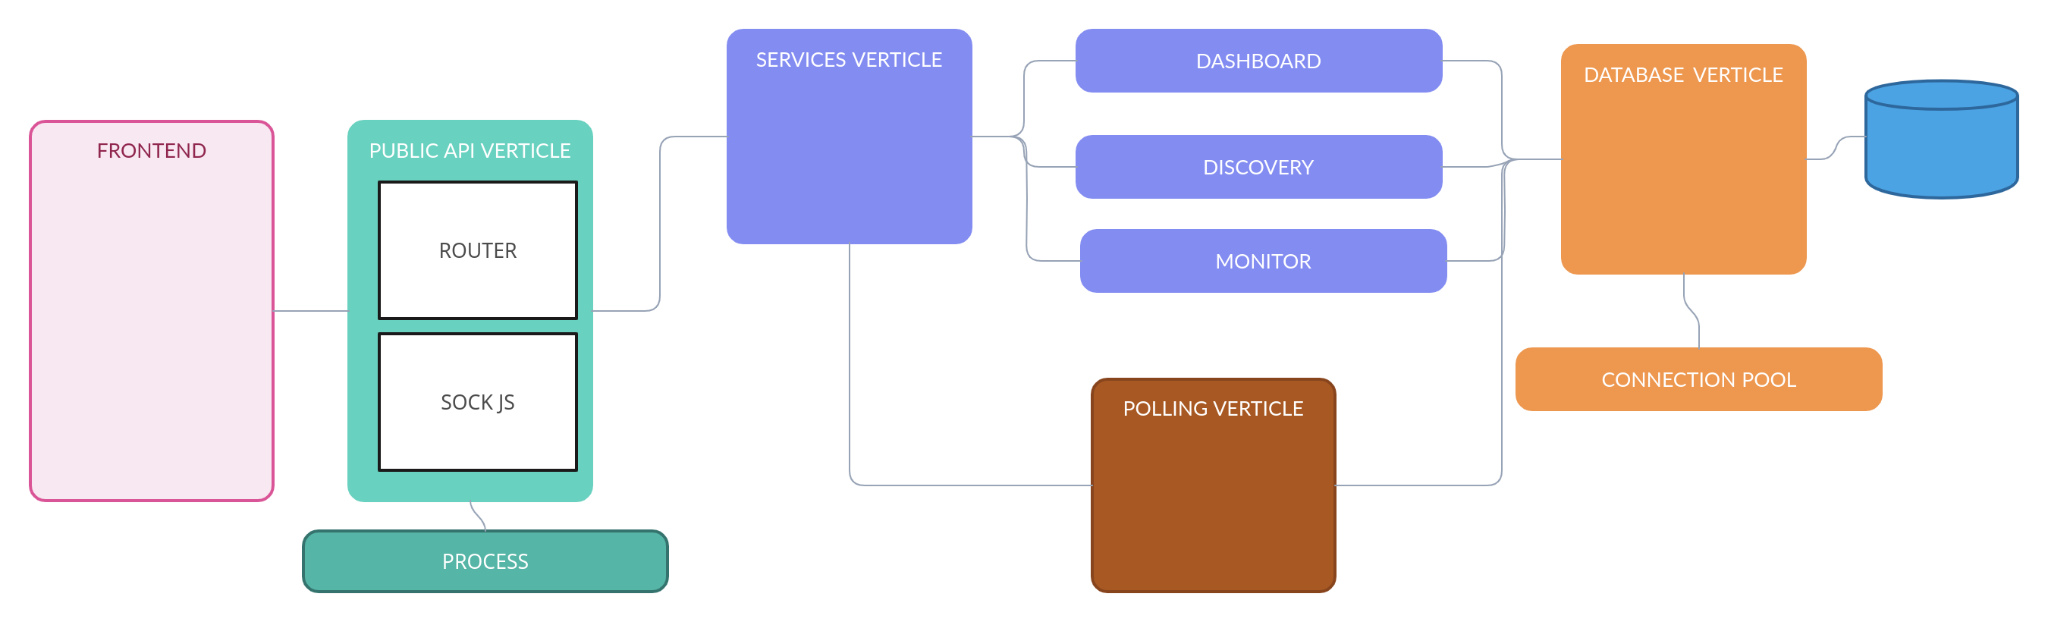 FRONTEND
PUBLIC API VERTICLE
ROUTER
SOCK JS
PROCESS
SERVICES VERTICLE
DASHBOARD
DISCOVERY
MONITOR
POLLING VERTICLE
DATABASE VERTICLE
CONNECTION POOL